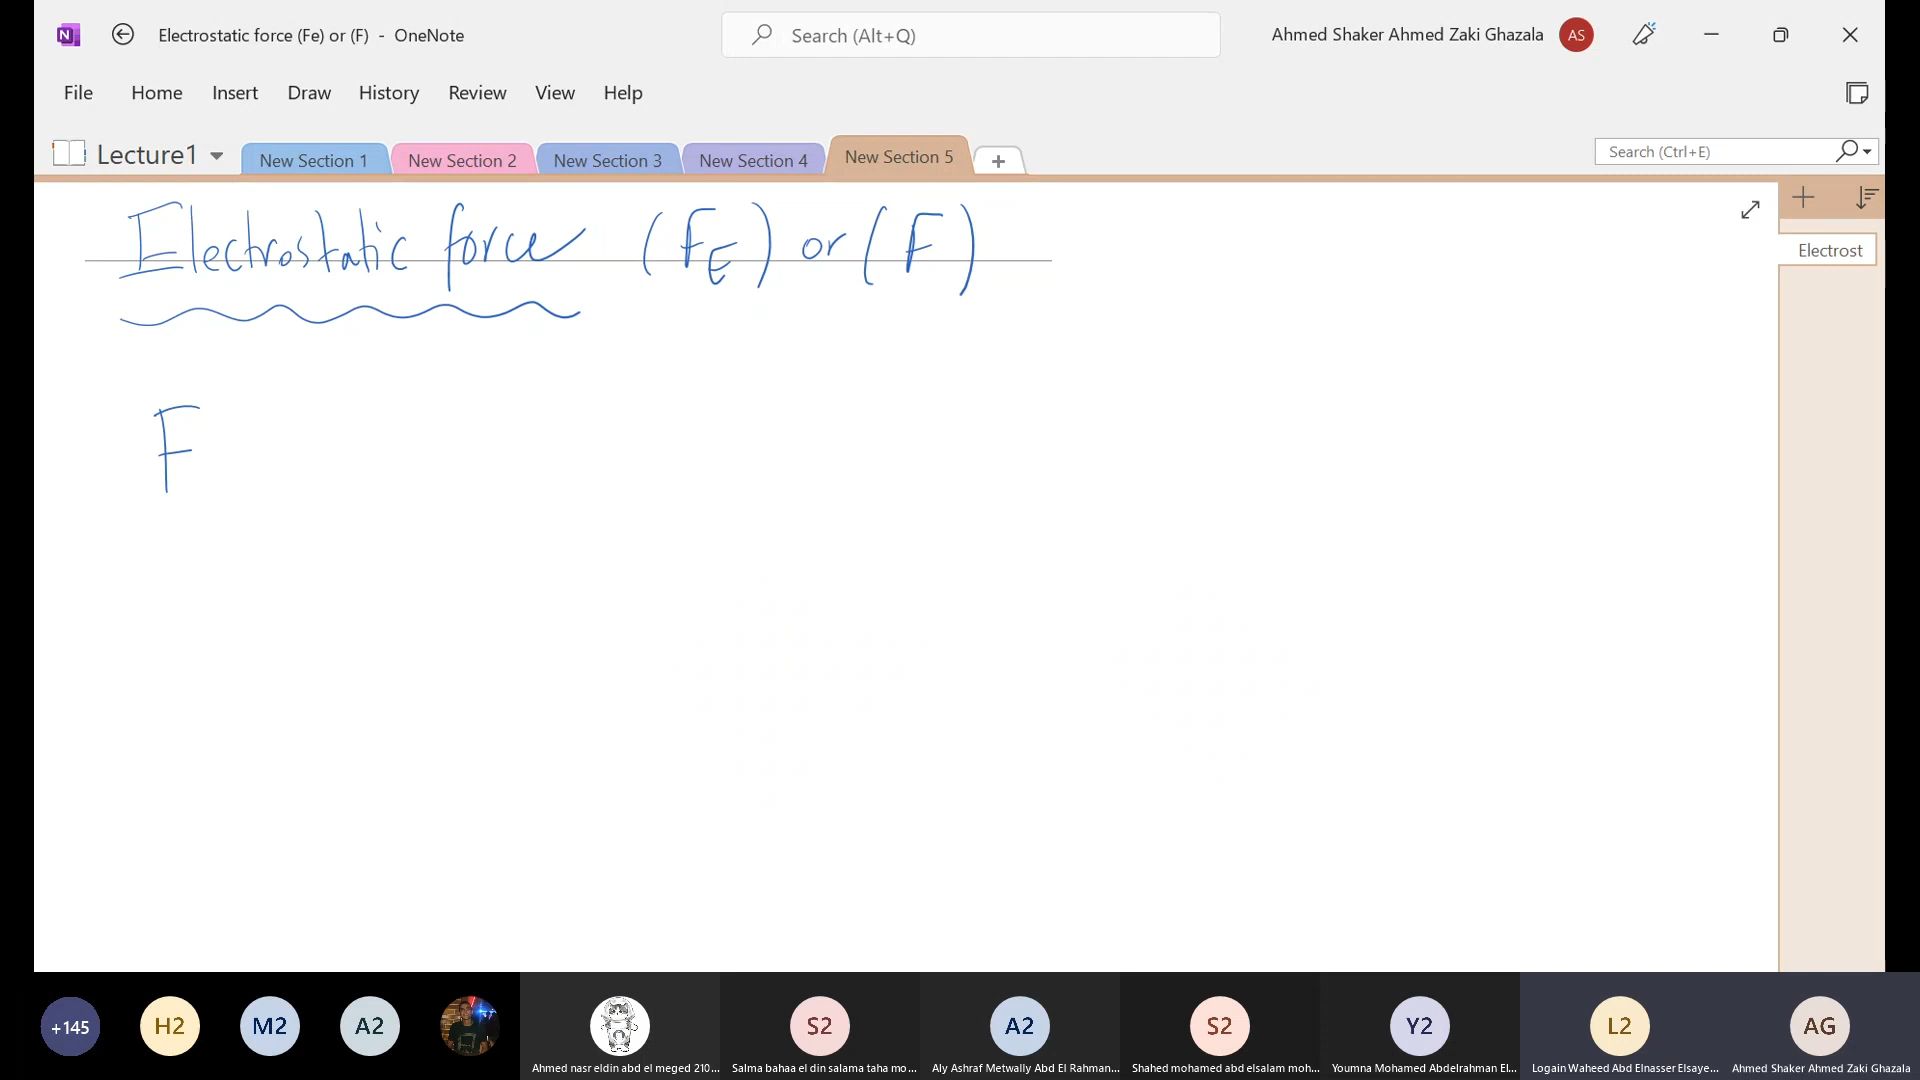 Electrostatic force (Fe) or (F) - OneNote
Search (Alt+Q)
Ahmed Shaker Ahmed Zaki Ghazala
AS
File Home Insert Draw History Review View Help
Lecture1
New Section 1
New Section 2
New Section 3
New Section 4
New Section 5
+
Search (Ctrl+E)
Electrostatic force (FE) or (F)
Electrost
F
+145
H2
M2
A2
S2
A2
S2
Y2
L2
AG
Ahmed nasr eldin abd el meged 210...
Salma bahaa el din salama taha mo...
Aly Ashraf Metwally Abd El Rahman...
Shahed mohamed abd elsalam moh...
Youmna Mohamed Abdelrahman El...
Logain Waheed Abd Elnasser Elsaye...
Ahmed Shaker Ahmed Zaki Ghazala